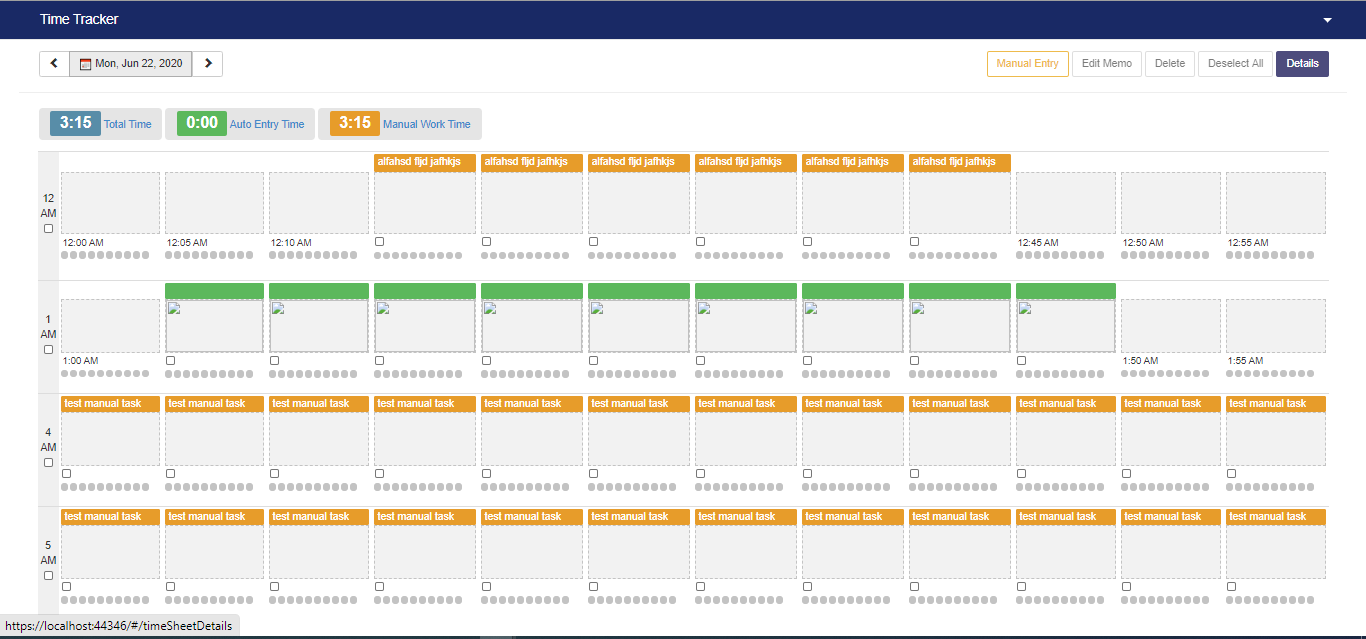 Time Tracker
Mon, Jun 22, 2020 Manual Entry Edit Memo Delete Deselect All Details
3:15 Total Time 0:00 Auto Entry Time 3:15 Manual Work Time
alfahsd fljd jafhkjs alfahsd fljd jafhkjs alfahsd fljd jafhkjs alfahsd fljd jafhkjs alfahsd fljd jafhkjs alfahsd fljd jafhkjs
12
AM
12:00 AM 12:05 AM 12:10 AM 12:45 AM 12:50 AM 12:55 AM
1
AM
1:00 AM 1:50 AM 1:55 AM
test manual task test manual task test manual task test manual task test manual task test manual task test manual task test manual task test manual task test manual task test manual task test manual task
4
AM
test manual task test manual task test manual task test manual task test manual task test manual task test manual task test manual task test manual task test manual task test manual task test manual task
5
AM
https://localhost:44346/#/timeSheetDetails